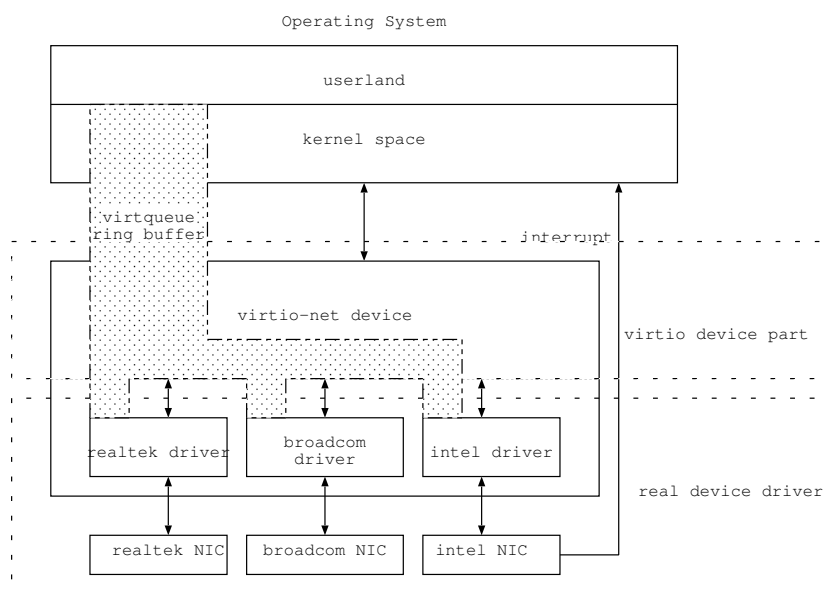 Operating System
userland
kernel space
virtqueue
ring buffer
interrupt
virtio-net device
virtio device part
realtek driver
broadcom
driver
intel driver
real device driver
realtek NIC
broadcom NIC
intel NIC